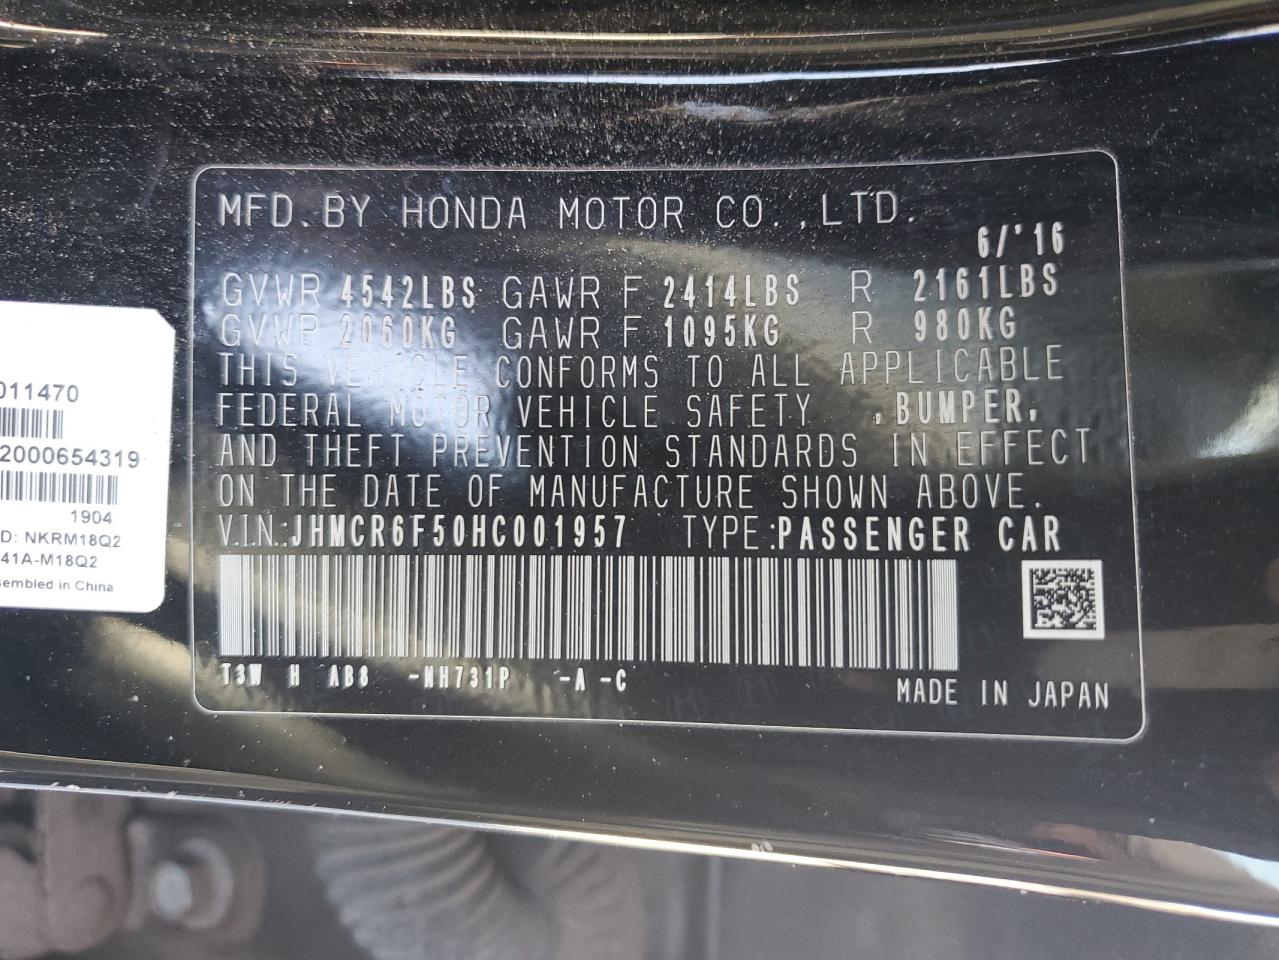 MFD.BY HONDA MOTOR CO.,LTD.
6/'16
GVWR 4542LBS GAWR F 2414LBS R 2161LBS
GVWR 2060KG GAWR F 1095KG R 980KG
THIS VEHICLE CONFORMS TO ALL APPLICABLE
FEDERAL MOTOR VEHICLE SAFETY ,BUMPER,
AND THEFT PREVENTION STANDARDS IN EFFECT
ON THE DATE OF MANUFACTURE SHOWN ABOVE.
V.I.N.:JHMCR6F50HC001957 TYPE:PASSENGER CAR
T3W H AB8 -NH731P -A -C
MADE IN JAPAN
011470
2000654319
1904
D: NKRM18Q2
41A-M18Q2
sembled in China